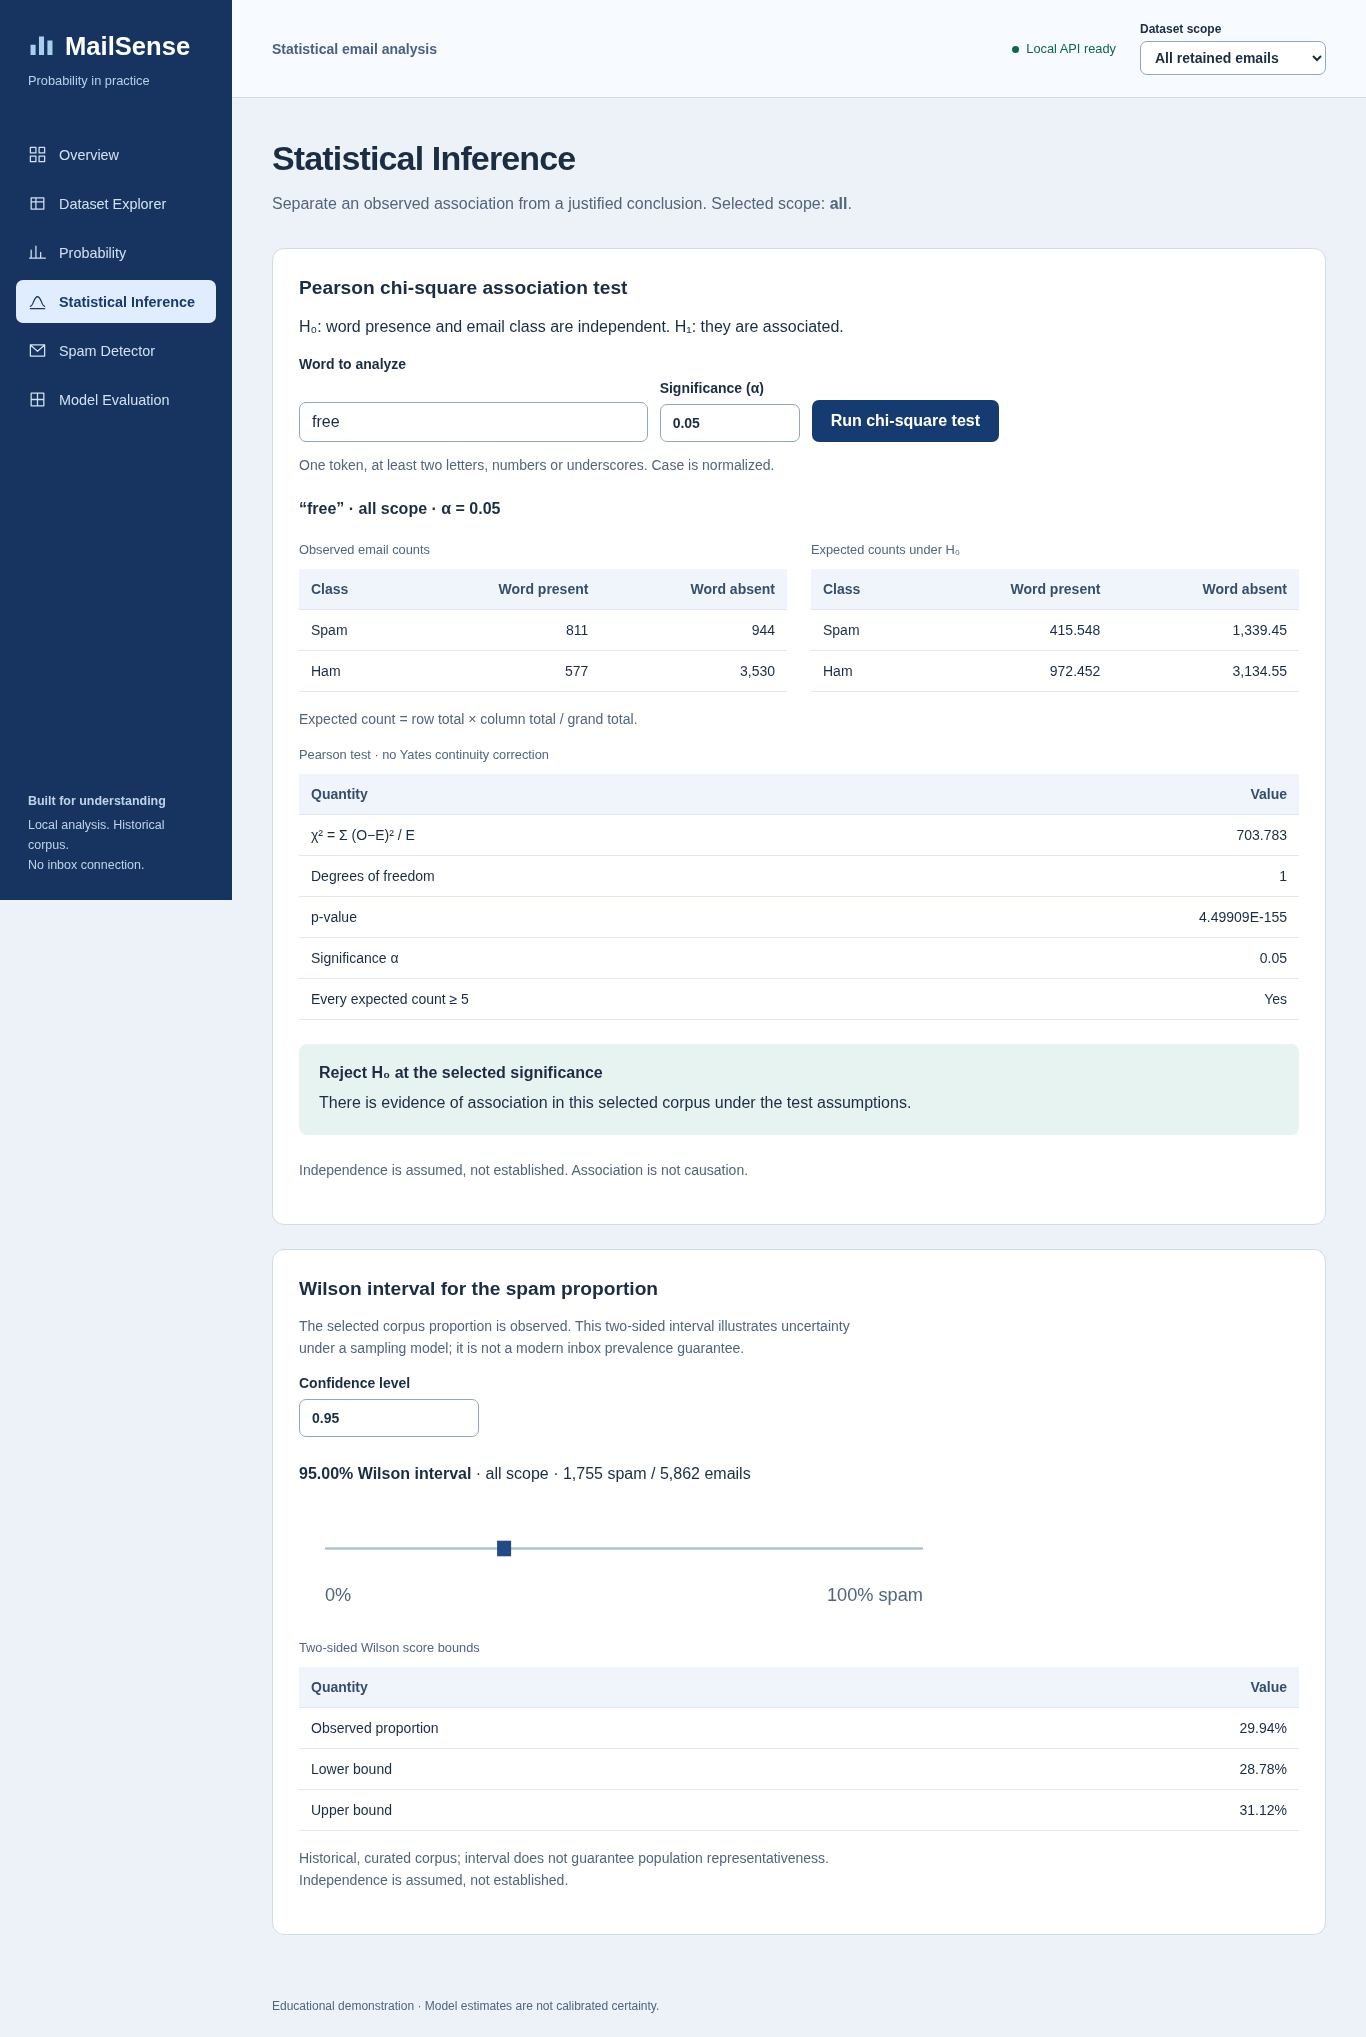 MailSense
Probability in practice
Overview
Dataset Explorer
Probability
Statistical Inference
Spam Detector
Model Evaluation
Built for understanding
Local analysis. Historical
corpus.
No inbox connection.
Statistical email analysis
Local API ready
Dataset scope
All retained emails
Statistical Inference
Separate an observed association from a justified conclusion. Selected scope: all.
Pearson chi-square association test
H₀: word presence and email class are independent. H₁: they are associated.
Word to analyze
Significance (α)
free
0.05
Run chi-square test
One token, at least two letters, numbers or underscores. Case is normalized.
“free” · all scope · α = 0.05
Observed email counts
Class Word present Word absent
Spam 811 944
Ham 577 3,530
Expected counts under H₀
Class Word present Word absent
Spam 415.548 1,339.45
Ham 972.452 3,134.55
Expected count = row total × column total / grand total.
Pearson test · no Yates continuity correction
Quantity Value
χ² = Σ (O−E)² / E 703.783
Degrees of freedom 1
p-value 4.49909E-155
Significance α 0.05
Every expected count ≥ 5 Yes
Reject H₀ at the selected significance
There is evidence of association in this selected corpus under the test assumptions.
Independence is assumed, not established. Association is not causation.
Wilson interval for the spam proportion
The selected corpus proportion is observed. This two-sided interval illustrates uncertainty
under a sampling model; it is not a modern inbox prevalence guarantee.
Confidence level
0.95
95.00% Wilson interval · all scope · 1,755 spam / 5,862 emails
0% 100% spam
Two-sided Wilson score bounds
Quantity Value
Observed proportion 29.94%
Lower bound 28.78%
Upper bound 31.12%
Historical, curated corpus; interval does not guarantee population representativeness.
Independence is assumed, not established.
Educational demonstration · Model estimates are not calibrated certainty.